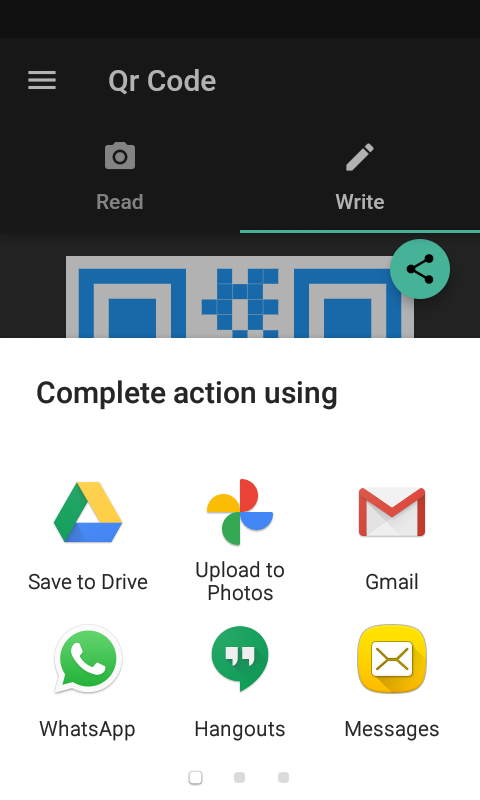 Qr Code
Read
Write
Complete action using
Save to Drive
Upload to
Photos
Gmail
WhatsApp
Hangouts
Messages